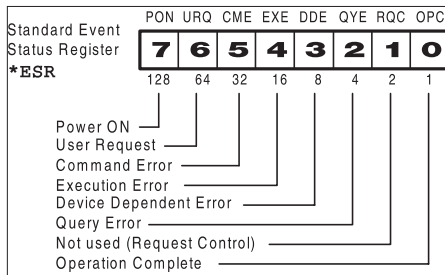 PON URQ CME EXE DDE QYE RQC OPC
Standard Event
Status Register
*ESR
7 6 5 4 3 2 1 0
128 64 32 16 8 4 2 1
Power ON
User Request
Command Error
Execution Error
Device Dependent Error
Query Error
Not used (Request Control)
Operation Complete